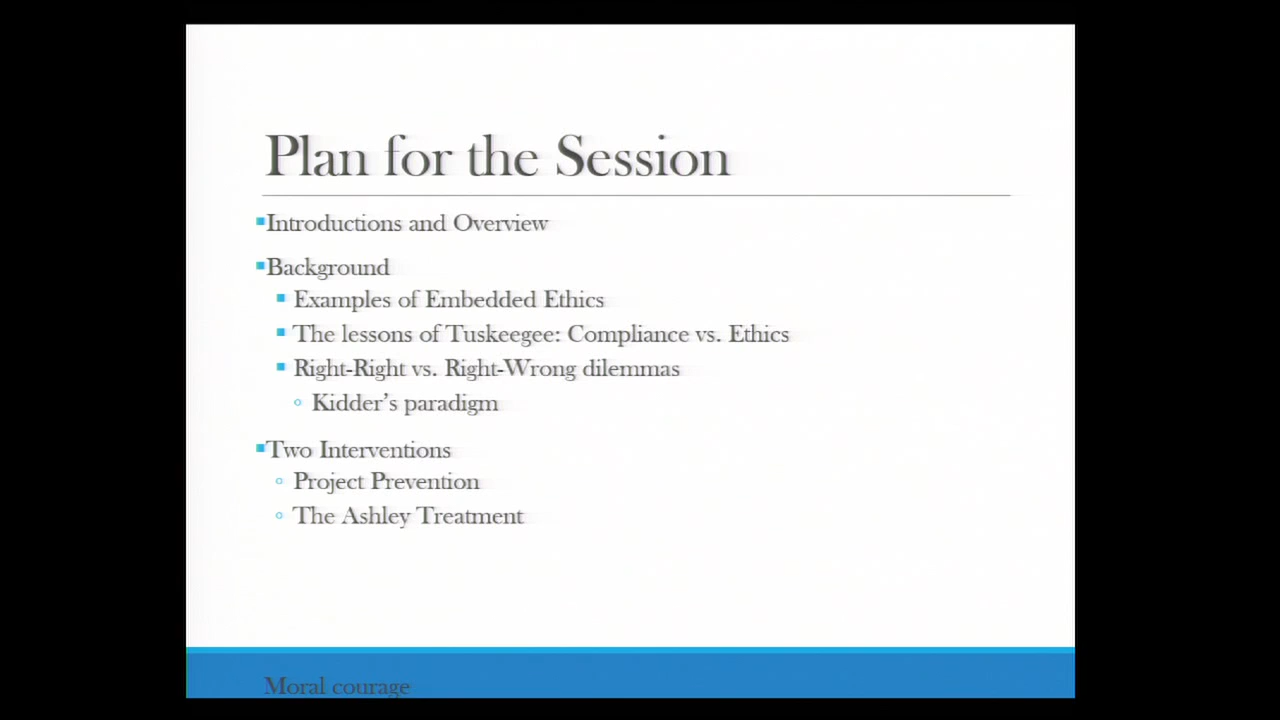 Plan for the Session
Introductions and Overview
Background
Examples of Embedded Ethics
The lessons of Tuskeegee: Compliance vs. Ethics
Right-Right vs. Right-Wrong dilemmas
Kidder’s paradigm
Two Interventions
Project Prevention
The Ashley Treatment
Moral courage